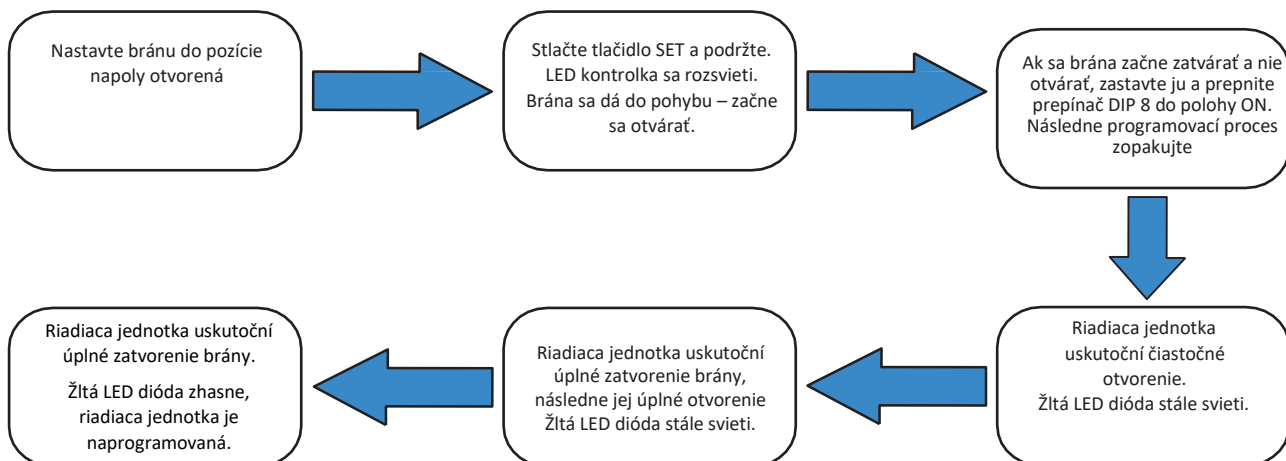 Nastavte bránu do pozície
napoly otvorená
Stlačte tlačidlo SET a podržte.
LED kontrolka sa rozsvieti.
Brána sa dá do pohybu – začne
sa otvárať.
Ak sa brána začne zatvárať a nie
otvárať, zastavte ju a prepnite
prepínač DIP 8 do polohy ON.
Následne programovací proces
zopakujte
Riadiaca jednotka
uskutoční čiastočné
otvorenie.
Žltá LED dióda stále svieti.
Riadiaca jednotka uskutoční
úplné zatvorenie brány,
následne jej úplné otvorenie
Žltá LED dióda stále svieti.
Riadiaca jednotka uskutoční
úplné zatvorenie brány.
Žltá LED dióda zhasne,
riadiaca jednotka je
naprogramovaná.